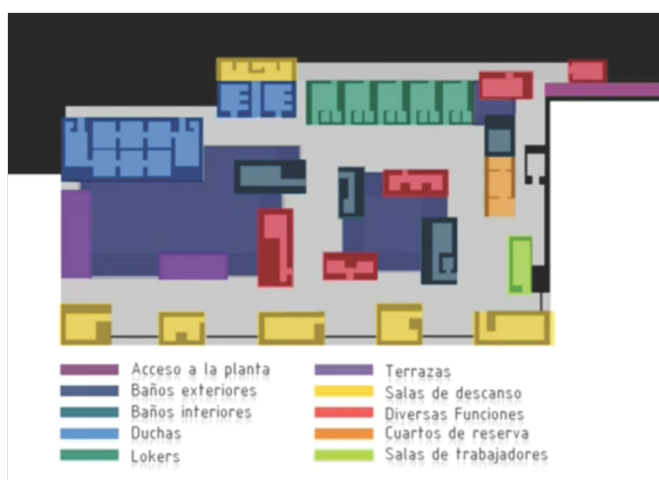 Acceso a la planta
Baños exteriores
Baños interiores
Duchas
Lokers
Terrazas
Salas de descanso
Diversas Funciones
Cuartos de reserva
Salas de trabajadores